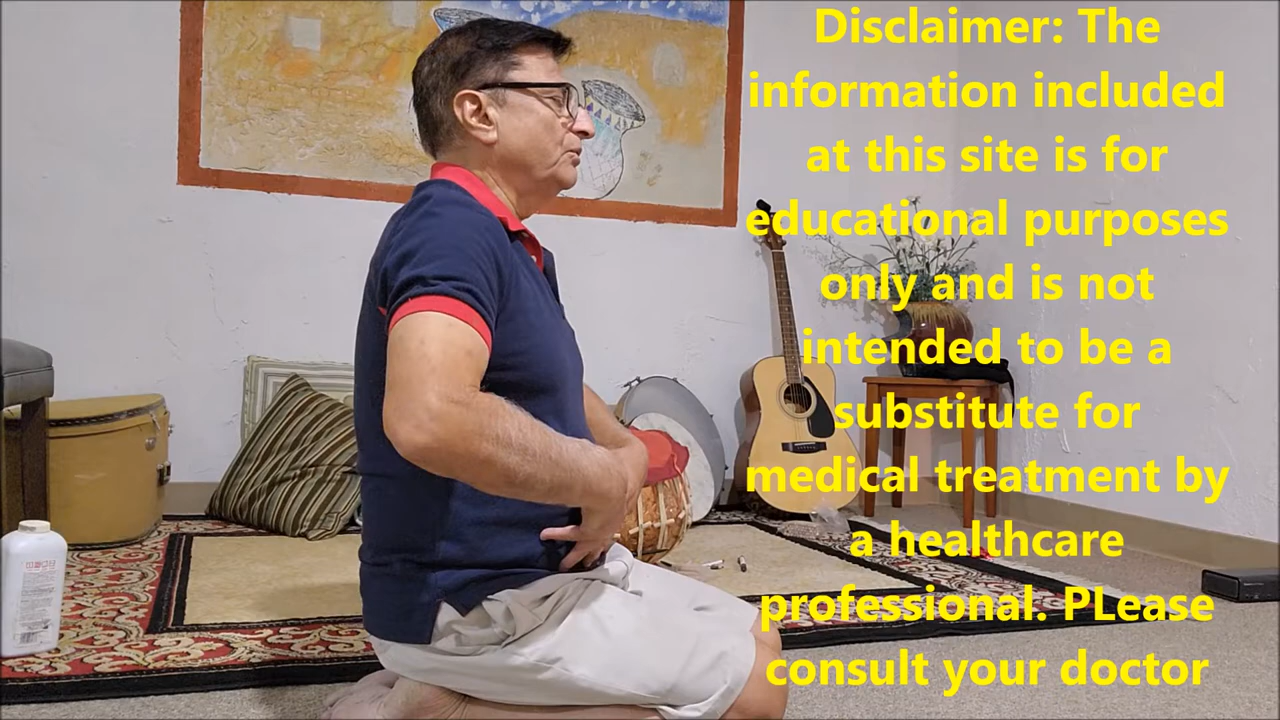 Disclaimer: The
information included
at this site is for
educational purposes
only and is not
intended to be a
substitute for
medical treatment by
a healthcare
professional. PLease
consult your doctor